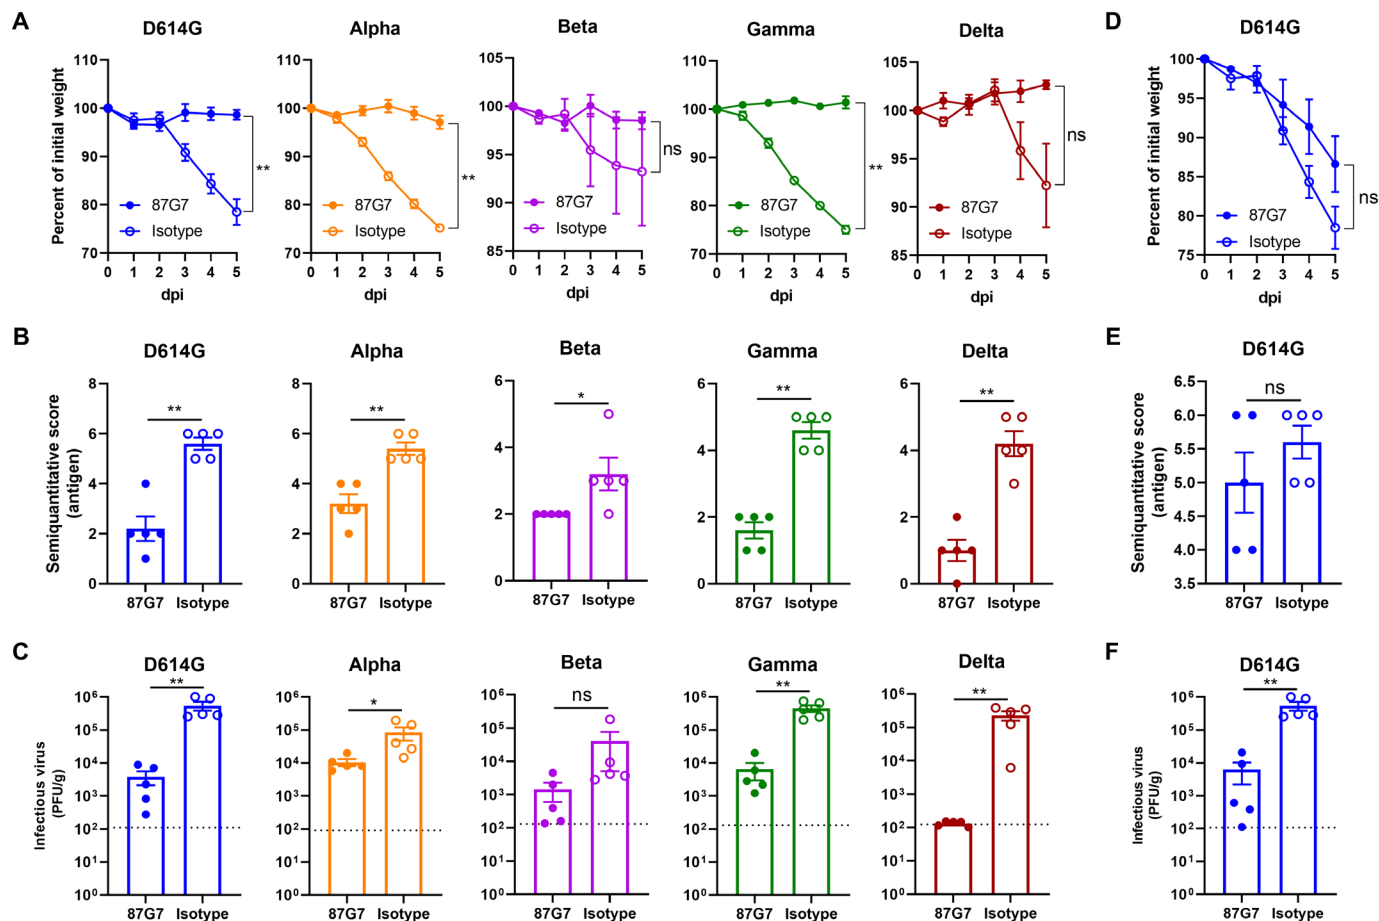 A
D614G
Alpha
Beta
Gamma
Delta
D
D614G
Percent of initial weight
110
100
90
80
70
87G7
Isotype
**
0 1 2 3 4 5
dpi
110
100
90
80
70
87G7
Isotype
**
0 1 2 3 4 5
dpi
105
100
95
90
85
87G7
Isotype
ns
0 1 2 3 4 5
dpi
110
100
90
80
70
87G7
Isotype
**
0 1 2 3 4 5
dpi
105
100
95
90
85
87G7
Isotype
ns
0 1 2 3 4 5
dpi
Percent of initial weight
100
95
90
85
80
75
87G7
Isotype
ns
0 1 2 3 4 5
dpi
B
D614G
Alpha
Beta
Gamma
Delta
E
D614G
Semiquantitative score
(antigen)
8
6
4
2
0
**
87G7 Isotype
8
6
4
2
0
**
87G7 Isotype
6
4
2
0
*
87G7 Isotype
6
4
2
0
**
87G7 Isotype
6
4
2
0
**
87G7 Isotype
Semiquantitative score
(antigen)
6.5
6.0
5.5
5.0
4.5
4.0
3.5
ns
87G7 Isotype
C
D614G
Alpha
Beta
Gamma
Delta
F
D614G
Infectious virus
(PFU/g)
10⁶
10⁵
10⁴
10³
10²
10¹
10⁰
**
87G7 Isotype
10⁶
10⁵
10⁴
10³
10²
10¹
10⁰
*
87G7 Isotype
10⁶
10⁵
10⁴
10³
10²
10¹
10⁰
ns
87G7 Isotype
10⁶
10⁵
10⁴
10³
10²
10¹
10⁰
**
87G7 Isotype
10⁶
10⁵
10⁴
10³
10²
10¹
10⁰
**
87G7 Isotype
Infectious virus
(PFU/g)
10⁶
10⁵
10⁴
10³
10²
10¹
10⁰
**
87G7 Isotype